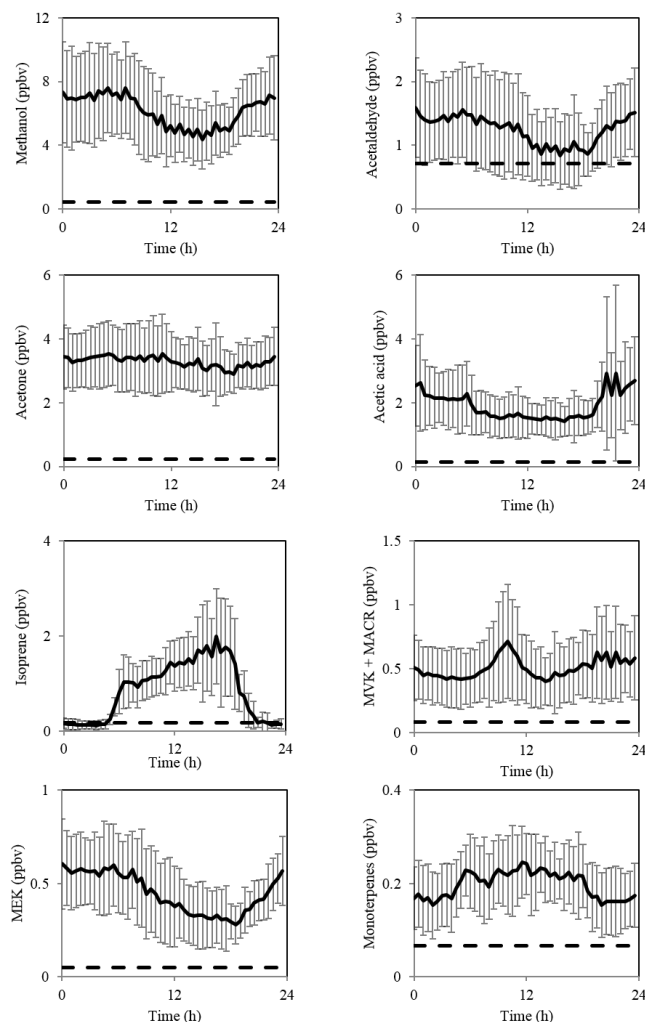 Methanol (ppbv)
12
8
4
0
0 12 24
Time (h)
Acetaldehyde (ppbv)
3
2
1
0
0 12 24
Time (h)
Acetone (ppbv)
6
4
2
0
0 12 24
Time (h)
Acetic acid (ppbv)
6
4
2
0
0 12 24
Time (h)
Isoprene (ppbv)
4
2
0
0 12 24
Time (h)
MVK + MACR (ppbv)
1.5
1
0.5
0
0 12 24
Time (h)
MEK (ppbv)
1
0.5
0
0 12 24
Time (h)
Monoterpenes (ppbv)
0.4
0.2
0
0 12 24
Time (h)